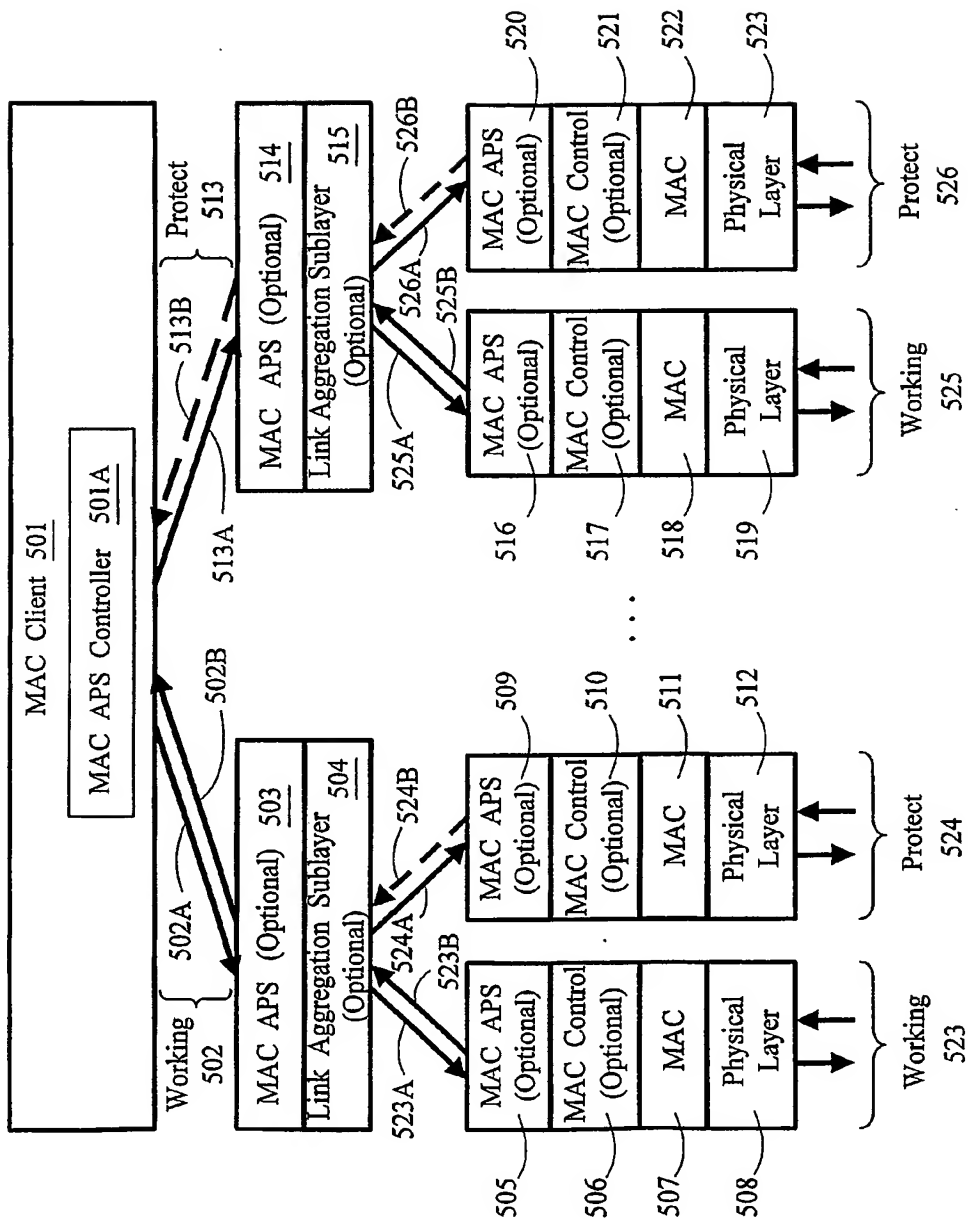 MAC Client 501
MAC APS Controller 501A
Working
502
502A
502B
Protect
513
513A
513B
MAC APS (Optional) 503
Link Aggregation Sublayer
(Optional) 504
MAC APS (Optional) 514
Link Aggregation Sublayer
(Optional) 515
523A
523B
524A
524B
525A
525B
526A
526B
505
MAC APS
(Optional)
506
MAC Control
(Optional)
507
MAC
508
Physical
Layer
Working
523
509
MAC APS
(Optional)
510
MAC Control
(Optional)
511
MAC
512
Physical
Layer
Protect
524
...
516
MAC APS
(Optional)
517
MAC Control
(Optional)
518
MAC
519
Physical
Layer
Working
525
520
MAC APS
(Optional)
521
MAC Control
(Optional)
522
MAC
523
Physical
Layer
Protect
526